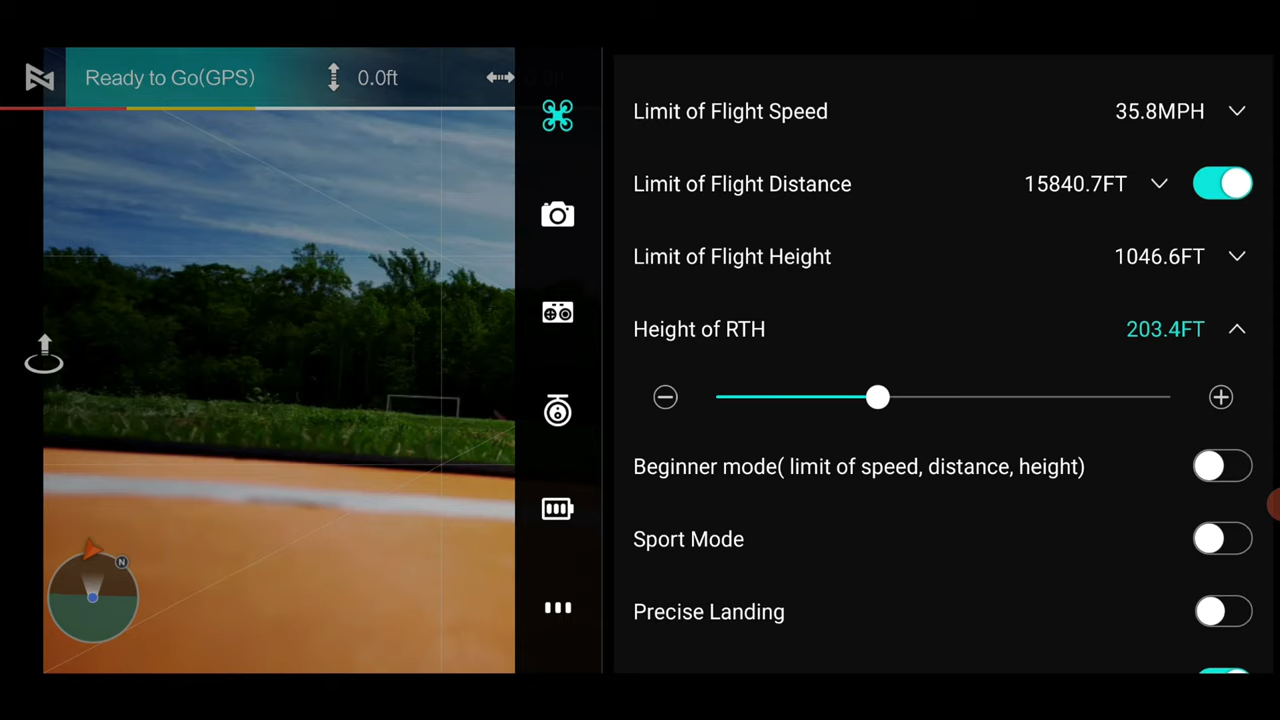 Ready to Go(GPS) 0.0ft
Limit of Flight Speed 35.8MPH
Limit of Flight Distance 15840.7FT
Limit of Flight Height 1046.6FT
Height of RTH 203.4FT
Beginner mode( limit of speed, distance, height)
Sport Mode
Precise Landing
N